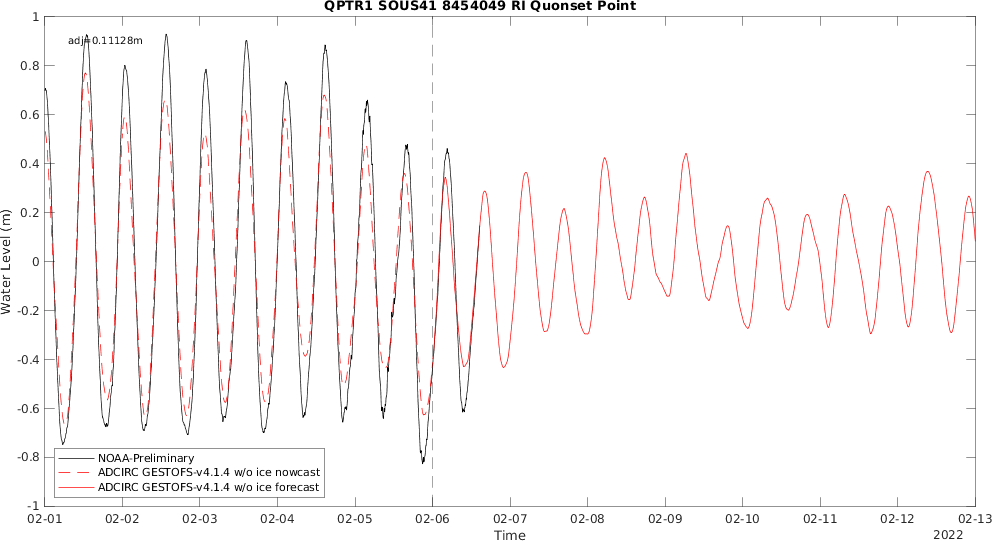 QPTR1 SOUS41 8454049 RI Quonset Point
adj=0.11128m
1
0.8
0.6
0.4
0.2
0
-0.2
-0.4
-0.6
-0.8
-1
Water Level (m)
NOAA-Preliminary
ADCIRC GESTOFS-v4.1.4 w/o ice nowcast
ADCIRC GESTOFS-v4.1.4 w/o ice forecast
02-01 02-02 02-03 02-04 02-05 02-06 02-07 02-08 02-09 02-10 02-11 02-12 02-13
Time
2022